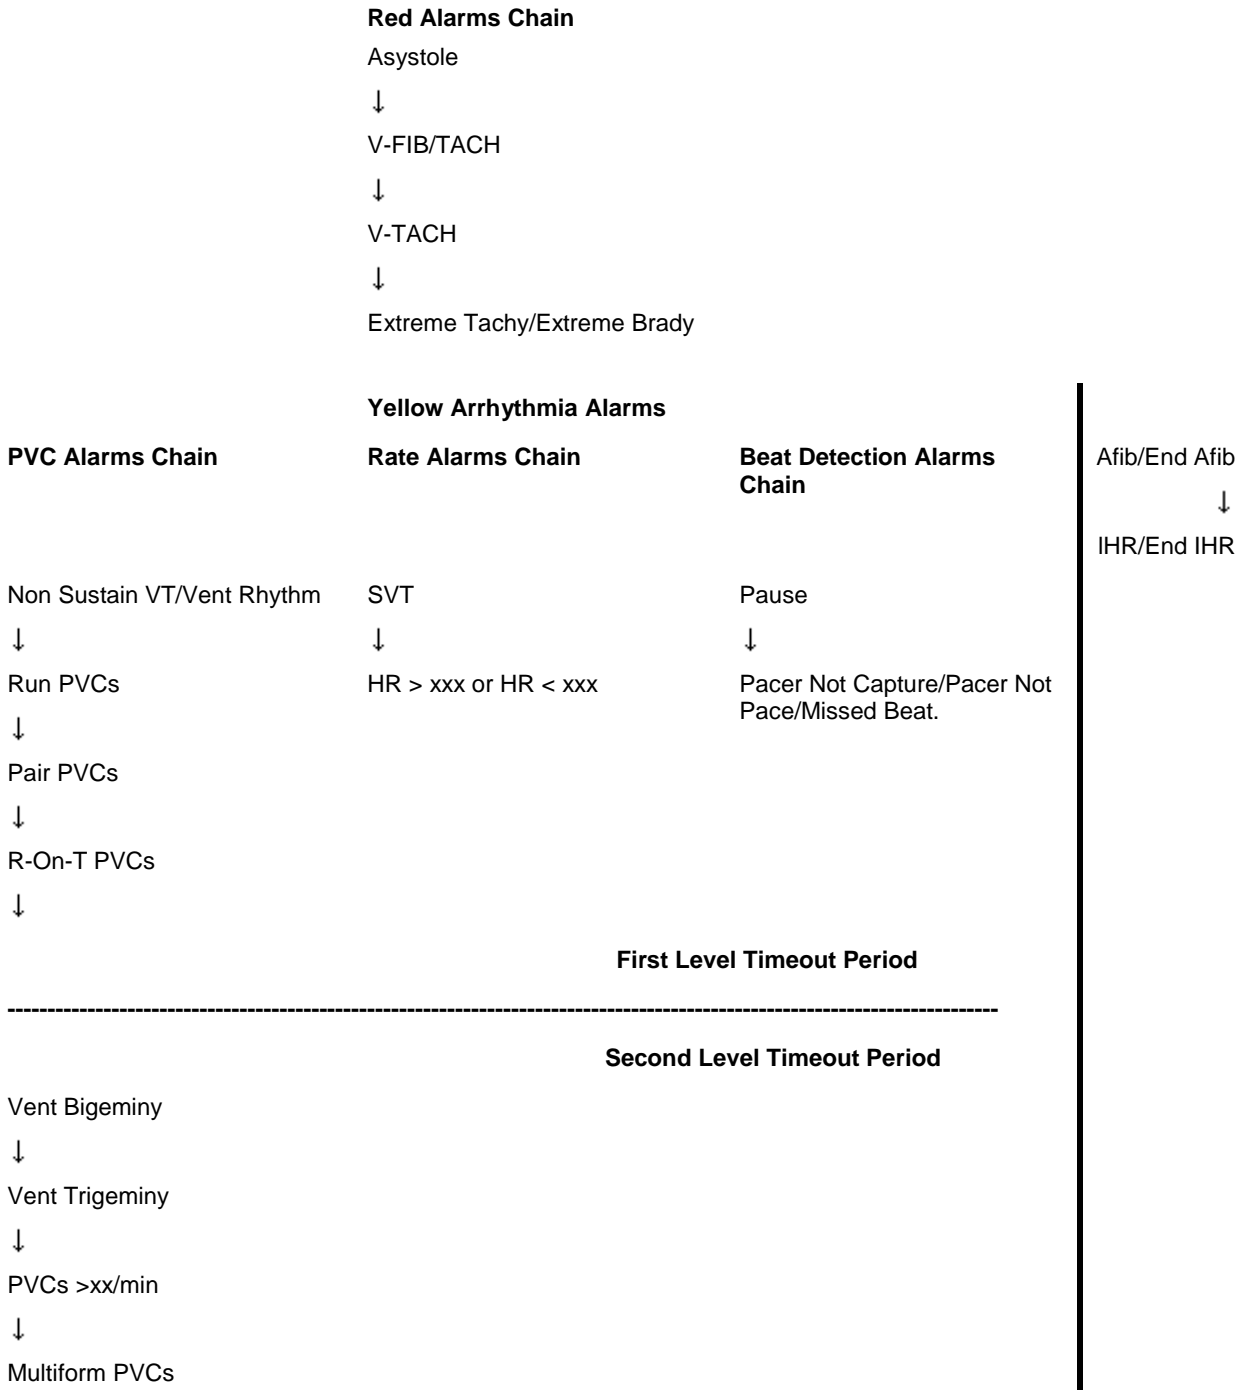 Red Alarms Chain
Asystole
↓
V-FIB/TACH
↓
V-TACH
↓
Extreme Tachy/Extreme Brady
Yellow Arrhythmia Alarms
PVC Alarms Chain
Rate Alarms Chain
Beat Detection Alarms
Chain
Afib/End Afib
↓
IHR/End IHR
Non Sustain VT/Vent Rhythm
↓
Run PVCs
↓
Pair PVCs
↓
R-On-T PVCs
↓
SVT
↓
HR > xxx or HR < xxx
Pause
↓
Pacer Not Capture/Pacer Not
Pace/Missed Beat.
First Level Timeout Period
------------------------------------------------------------------------------------------------------------------------------
Second Level Timeout Period
Vent Bigeminy
↓
Vent Trigeminy
↓
PVCs >xx/min
↓
Multiform PVCs